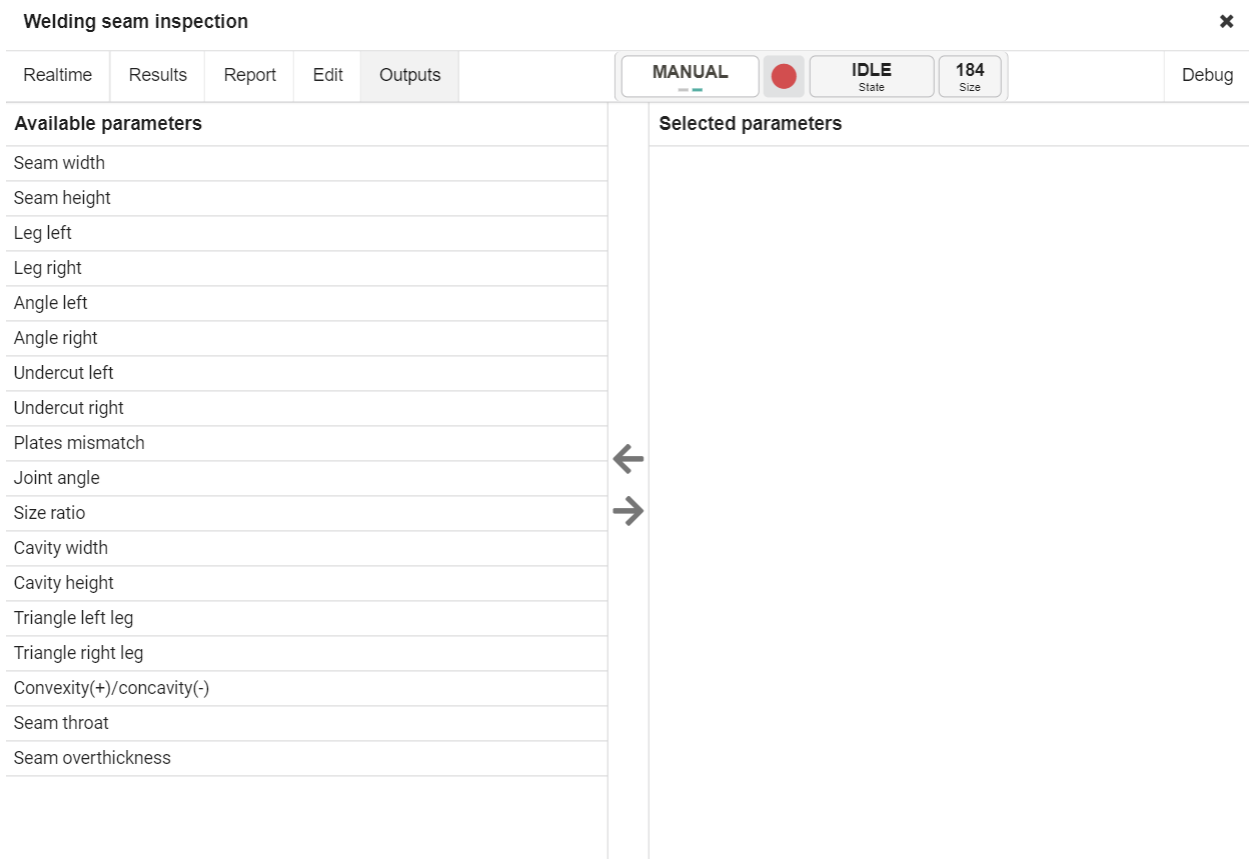 Welding seam inspection
Realtime Results Report Edit Outputs MANUAL IDLE State 184 Size Debug
Available parameters
Selected parameters
Seam width
Seam height
Leg left
Leg right
Angle left
Angle right
Undercut left
Undercut right
Plates mismatch
Joint angle
Size ratio
Cavity width
Cavity height
Triangle left leg
Triangle right leg
Convexity(+)/concavity(-)
Seam throat
Seam overthickness